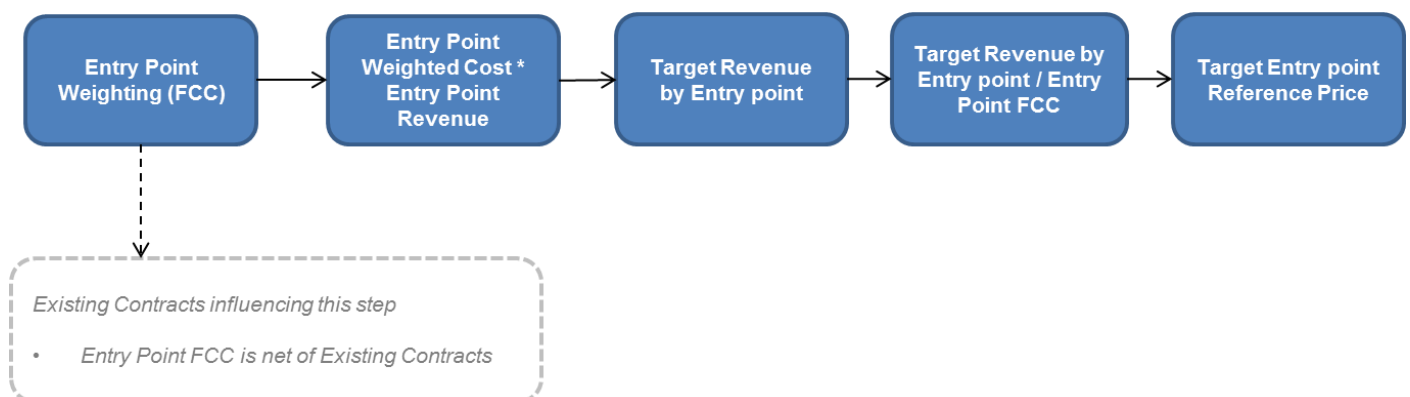 Entry Point
Weighting (FCC)
Entry Point
Weighted Cost *
Entry Point
Revenue
Target Revenue
by Entry point
Target Revenue by
Entry point / Entry
Point FCC
Target Entry point
Reference Price
Existing Contracts influencing this step
• Entry Point FCC is net of Existing Contracts